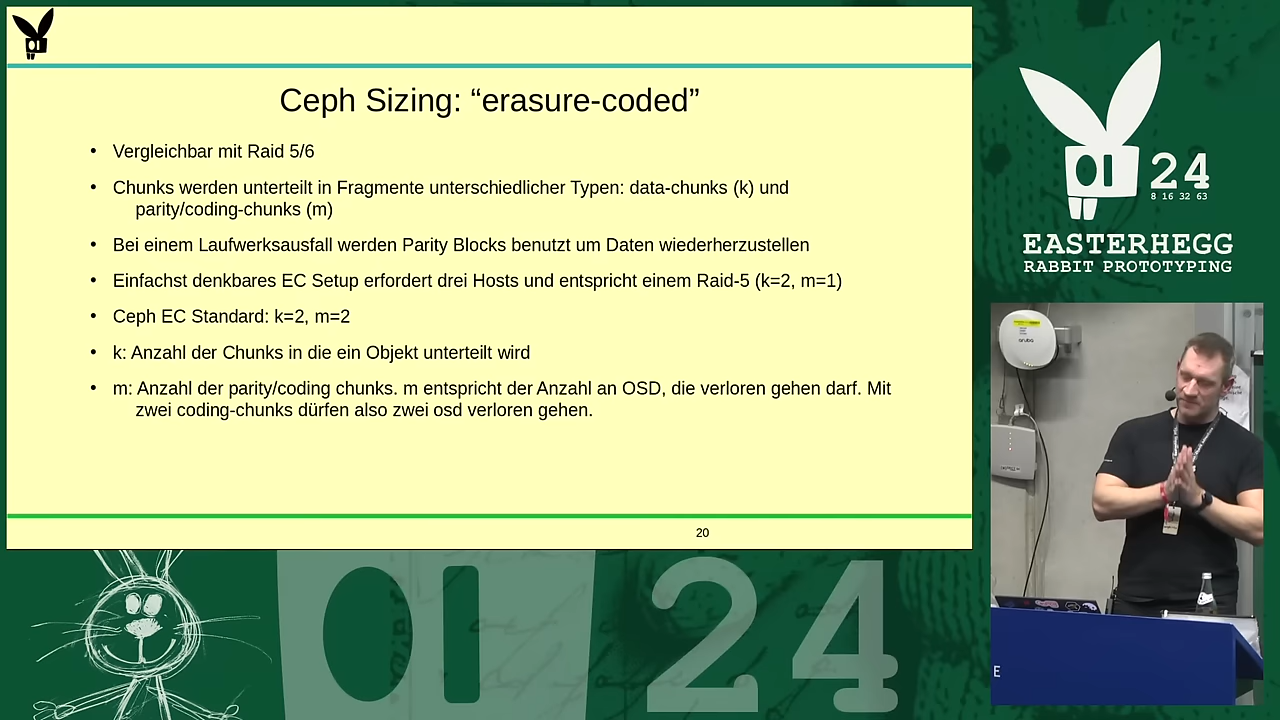 Ceph Sizing: “erasure-coded”
• Vergleichbar mit Raid 5/6
• Chunks werden unterteilt in Fragmente unterschiedlicher Typen: data-chunks (k) und
parity/coding-chunks (m)
• Bei einem Laufwerksausfall werden Parity Blocks benutzt um Daten wiederherzustellen
• Einfachst denkbares EC Setup erfordert drei Hosts und entspricht einem Raid-5 (k=2, m=1)
• Ceph EC Standard: k=2, m=2
• k: Anzahl der Chunks in die ein Objekt unterteilt wird
• m: Anzahl der parity/coding chunks. m entspricht der Anzahl an OSD, die verloren gehen darf. Mit
zwei coding-chunks dürfen also zwei osd verloren gehen.
20
24
8 16 32 63
EASTERHEGG
RABBIT PROTOTYPING
aruba
E
24